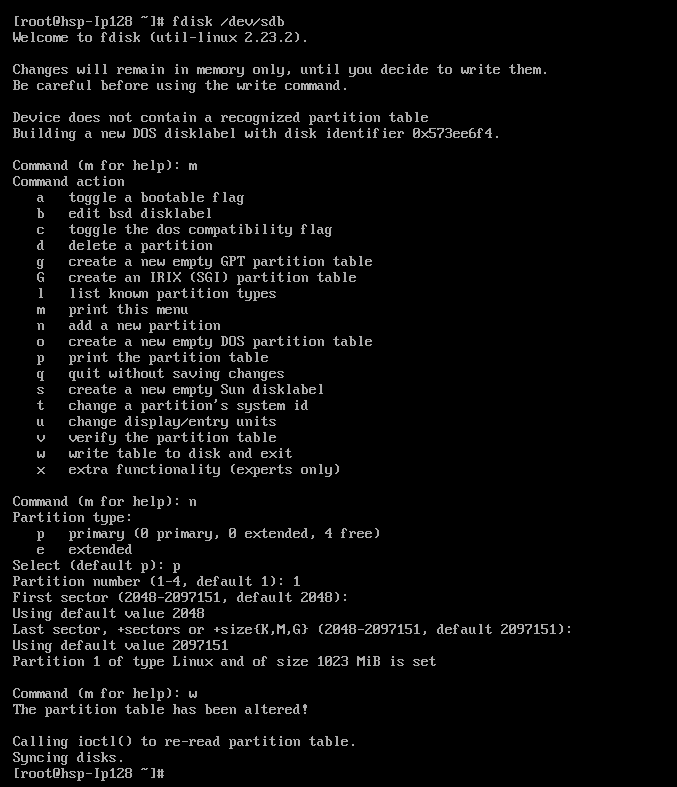 [root@hsp-Ip128 ~]# fdisk /dev/sdb
Welcome to fdisk (util-linux 2.23.2).

Changes will remain in memory only, until you decide to write them.
Be careful before using the write command.

Device does not contain a recognized partition table
Building a new DOS disklabel with disk identifier 0x573ee6f4.

Command (m for help): m
Command action
   a   toggle a bootable flag
   b   edit bsd disklabel
   c   toggle the dos compatibility flag
   d   delete a partition
   g   create a new empty GPT partition table
   G   create an IRIX (SGI) partition table
   l   list known partition types
   m   print this menu
   n   add a new partition
   o   create a new empty DOS partition table
   p   print the partition table
   q   quit without saving changes
   s   create a new empty Sun disklabel
   t   change a partition's system id
   u   change display/entry units
   v   verify the partition table
   w   write table to disk and exit
   x   extra functionality (experts only)

Command (m for help): n
Partition type:
   p   primary (0 primary, 0 extended, 4 free)
   e   extended
Select (default p): p
Partition number (1-4, default 1): 1
First sector (2048-2097151, default 2048):
Using default value 2048
Last sector, +sectors or +size{K,M,G} (2048-2097151, default 2097151):
Using default value 2097151
Partition 1 of type Linux and of size 1023 MiB is set

Command (m for help): w
The partition table has been altered!

Calling ioctl() to re-read partition table.
Syncing disks.
[root@hsp-Ip128 ~]#